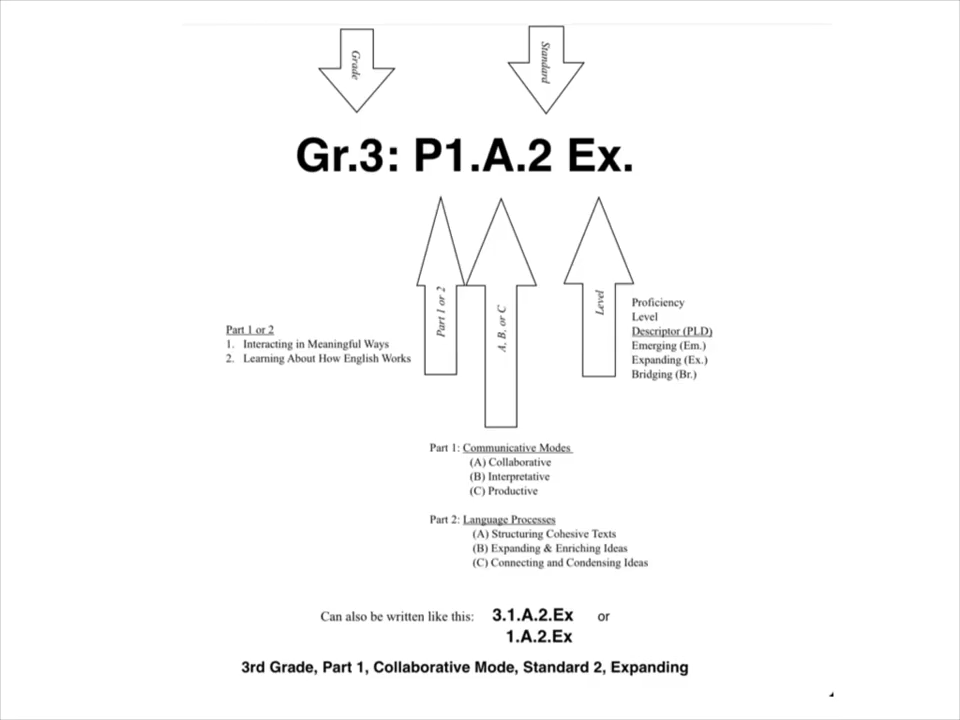 Grade
Standard
Gr.3: P1.A.2 Ex.
Part 1 or 2
A, B, or C
Level
Part 1 or 2
1. Interacting in Meaningful Ways
2. Learning About How English Works
Proficiency
Level
Descriptor (PLD)
Emerging (Em.)
Expanding (Ex.)
Bridging (Br.)
Part 1: Communicative Modes
(A) Collaborative
(B) Interpretative
(C) Productive
Part 2: Language Processes
(A) Structuring Cohesive Texts
(B) Expanding & Enriching Ideas
(C) Connecting and Condensing Ideas
Can also be written like this: 3.1.A.2.Ex or
1.A.2.Ex
3rd Grade, Part 1, Collaborative Mode, Standard 2, Expanding